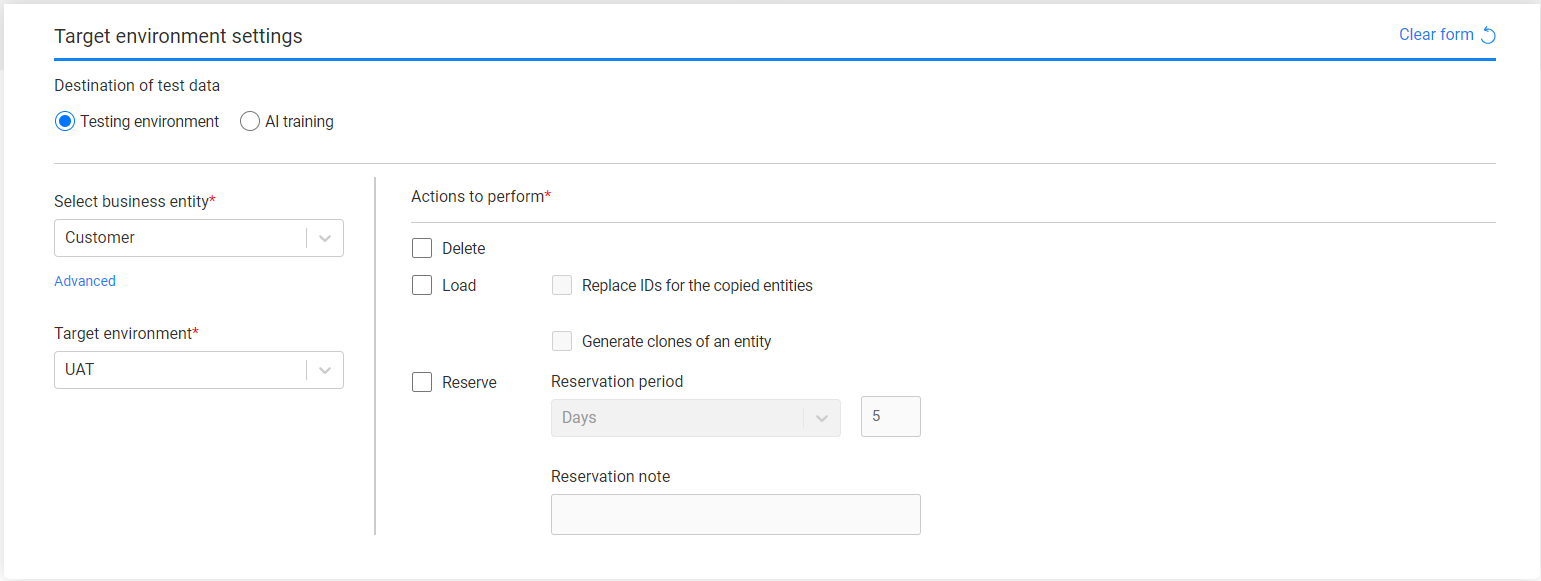 Target environment settings
Clear form
Destination of test data
Testing environment
AI training
Select business entity*
Customer
Advanced
Target environment*
UAT
Actions to perform*
Delete
Load
Replace IDs for the copied entities
Generate clones of an entity
Reserve
Reservation period
Days
5
Reservation note